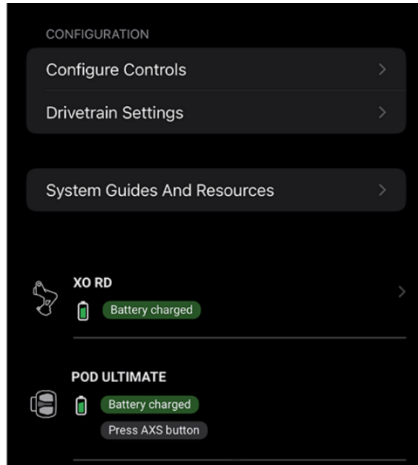 CONFIGURATION
Configure Controls
Drivetrain Settings
System Guides And Resources
XO RD
Battery charged
POD ULTIMATE
Battery charged
Press AXS button